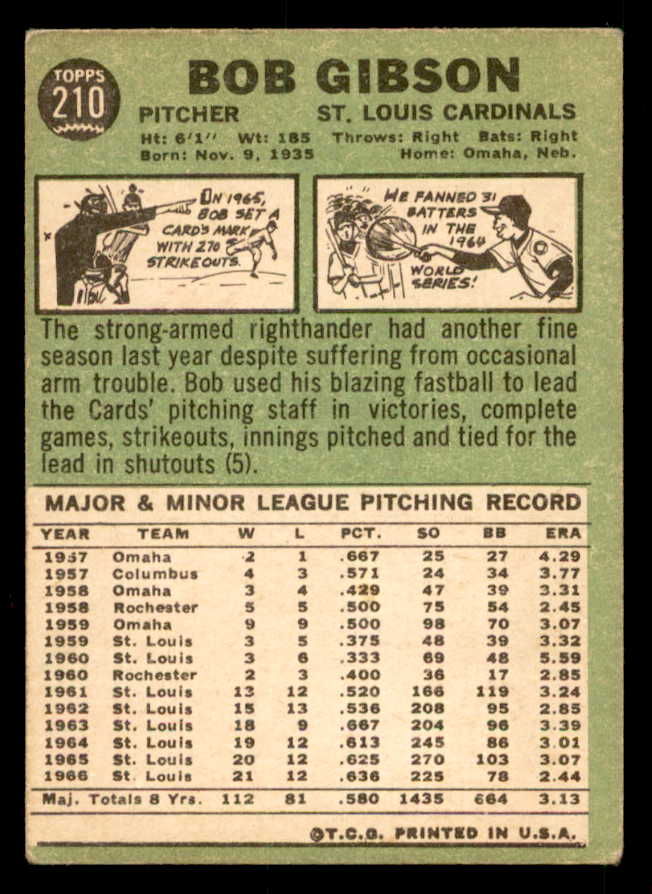 TOPPS
210
BOB GIBSON
PITCHER ST. LOUIS CARDINALS
Ht: 6'1" Wt: 185 Throws: Right Bats: Right
Born: Nov. 9, 1935 Home: Omaha, Neb.
ON 1965,
BOB SET A
CARD'S MARK
WITH 270
STRIKEOUTS.
HE FANNED 31
BATTERS
IN THE
1964
WORLD
SERIES!
The strong-armed righthander had another fine
season last year despite suffering from occasional
arm trouble. Bob used his blazing fastball to lead
the Cards' pitching staff in victories, complete
games, strikeouts, innings pitched and tied for the
lead in shutouts (5).
MAJOR & MINOR LEAGUE PITCHING RECORD
YEAR TEAM W L PCT. SO BB ERA
1957 Omaha 2 1 .667 25 27 4.29
1957 Columbus 4 3 .571 24 34 3.77
1958 Omaha 3 4 .429 47 39 3.31
1958 Rochester 5 5 .500 75 54 2.45
1959 Omaha 9 9 .500 98 70 3.07
1959 St. Louis 3 5 .375 48 39 3.32
1960 St. Louis 3 6 .333 69 48 5.59
1960 Rochester 2 3 .400 36 17 2.85
1961 St. Louis 13 12 .520 166 119 3.24
1962 St. Louis 15 13 .536 208 95 2.85
1963 St. Louis 18 9 .667 204 96 3.39
1964 St. Louis 19 12 .613 245 86 3.01
1965 St. Louis 20 12 .625 270 103 3.07
1966 St. Louis 21 12 .636 225 78 2.44
Maj. Totals 8 Yrs. 112 81 .580 1435 664 3.13
©T.C.G. PRINTED IN U.S.A.